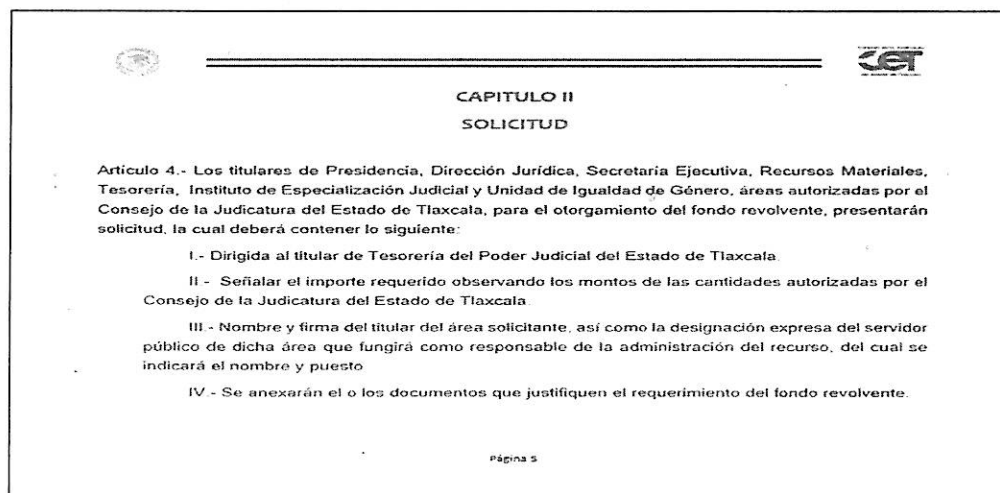 CAPITULO II
SOLICITUD
Artículo 4.- Los titulares de Presidencia, Dirección Jurídica, Secretaría Ejecutiva, Recursos Materiales,
Tesorería, Instituto de Especialización Judicial y Unidad de Igualdad de Género, áreas autorizadas por el
Consejo de la Judicatura del Estado de Tlaxcala, para el otorgamiento del fondo revolvente, presentarán
solicitud, la cual deberá contener lo siguiente:
I.- Dirigida al titular de Tesorería del Poder Judicial del Estado de Tlaxcala.
II - Señalar el importe requerido observando los montos de las cantidades autorizadas por el
Consejo de la Judicatura del Estado de Tlaxcala.
III.- Nombre y firma del titular del área solicitante, así como la designación expresa del servidor
público de dicha área que fungirá como responsable de la administración del recurso, del cual se
indicará el nombre y puesto
IV.- Se anexarán el o los documentos que justifiquen el requerimiento del fondo revolvente.
Página 5